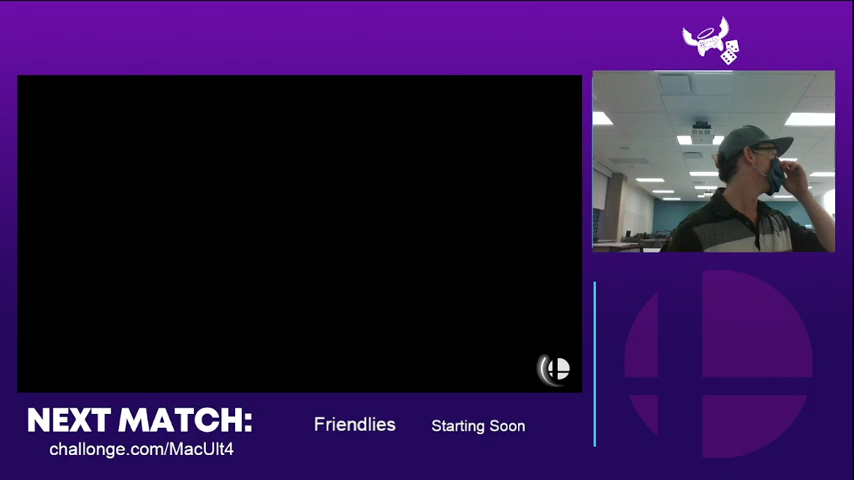 NEXT MATCH:
Friendlies
Starting Soon
challonge.com/MacUlt4